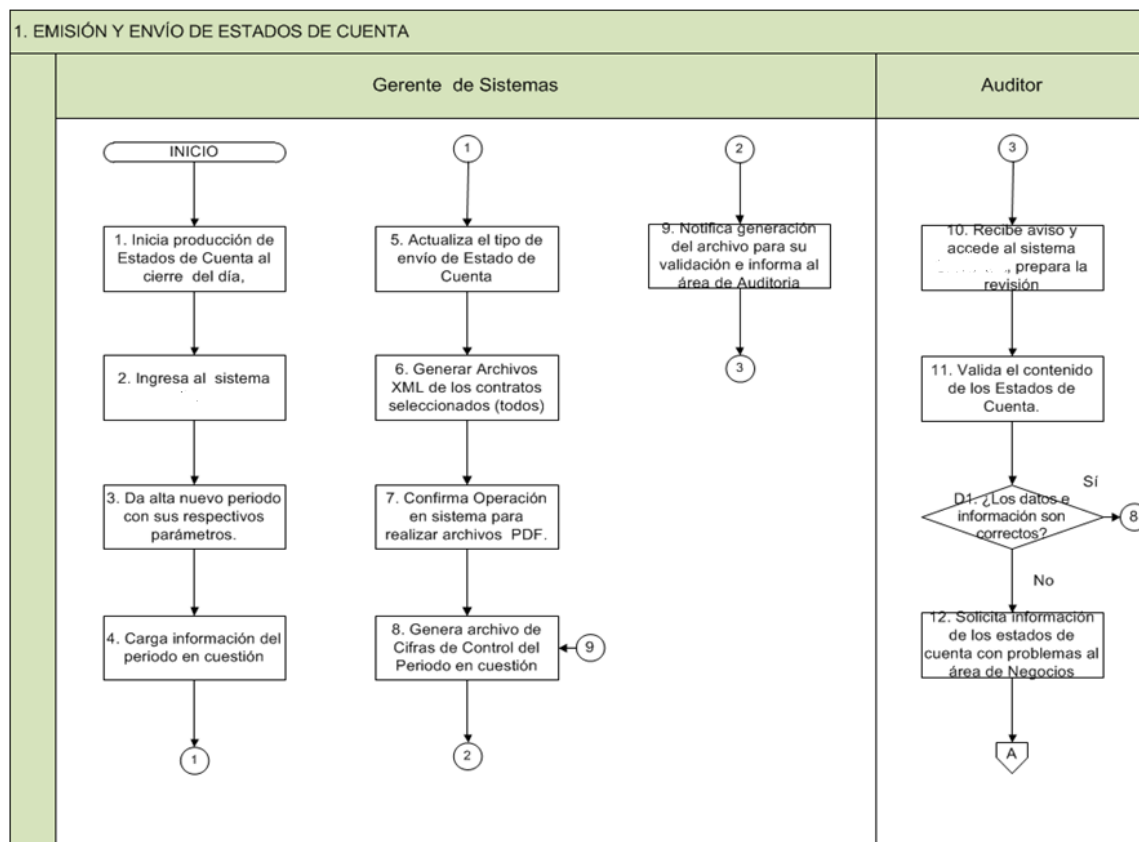 1. EMISIÓN Y ENVÍO DE ESTADOS DE CUENTA
Gerente de Sistemas
Auditor
INICIO
1. Inicia producción de
Estados de Cuenta al
cierre del día,
2. Ingresa al sistema
3. Da alta nuevo periodo
con sus respectivos
parámetros.
4. Carga información del
periodo en cuestión
1
1
5. Actualiza el tipo de
envío de Estado de
Cuenta
6. Generar Archivos
XML de los contratos
seleccionados (todos)
7. Confirma Operación
en sistema para
realizar archivos PDF.
8. Genera archivo de
Cifras de Control del
Periodo en cuestión
9
2
2
9. Notifica generación
del archivo para su
validación e informa al
área de Auditoria
3
3
10. Recibe aviso y
accede al sistema
, prepara la
revisión
11. Valida el contenido
de los Estados de
Cuenta.
D1. ¿Los datos e
información son
correctos?
Sí
8
No
12. Solicita información
de los estados de
cuenta con problemas al
área de Negocios
A